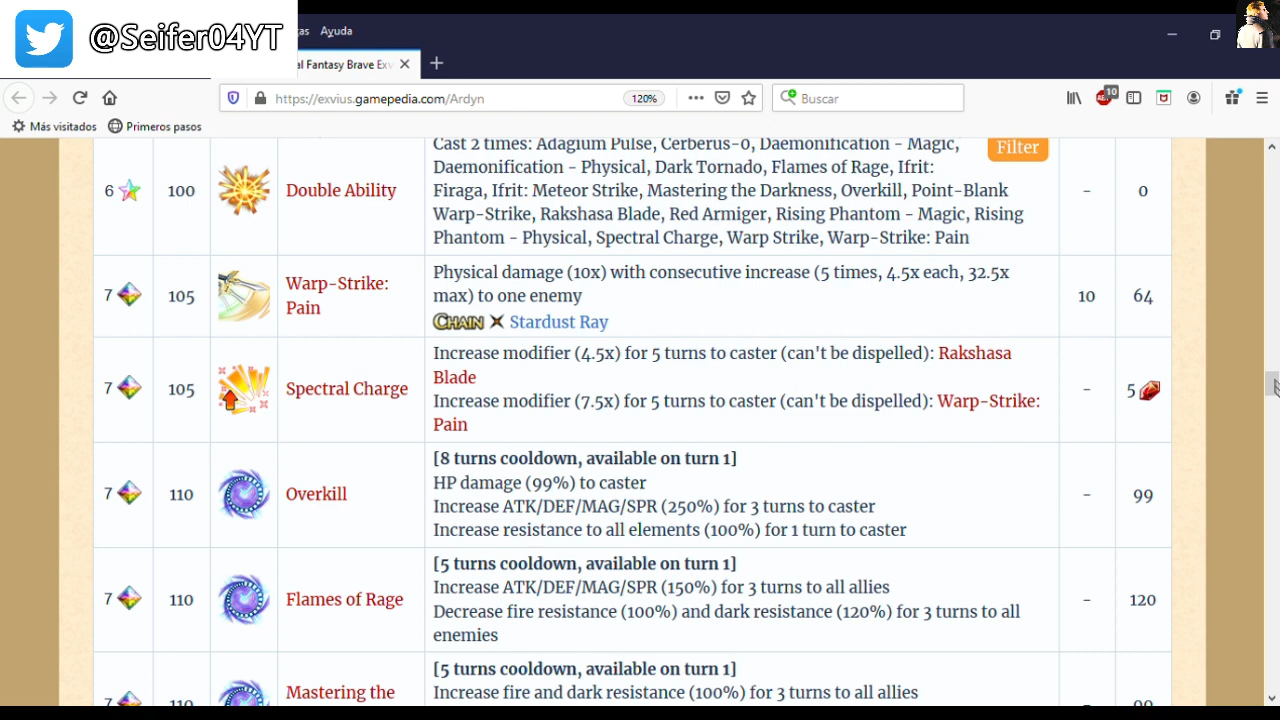 @Seifer04YT
as Ayuda
al Fantasy Brave Exv
https://exvius.gamepedia.com/Ardyn
120%
Buscar
10
Más visitados
Primeros pasos
Cast 2 times: Adagium Pulse, Cerberus-0, Daemonification - Magic,
Daemonification - Physical, Dark Tornado, Flames of Rage, Ifrit:
Firaga, Ifrit: Meteor Strike, Mastering the Darkness, Overkill, Point-Blank
Warp-Strike, Rakshasa Blade, Red Armiger, Rising Phantom - Magic, Rising
Phantom - Physical, Spectral Charge, Warp Strike, Warp-Strike: Pain
Filter
6 100 Double Ability - 0
7 105 Warp-Strike:
Pain
Physical damage (10x) with consecutive increase (5 times, 4.5x each, 32.5x
max) to one enemy
CHAIN Stardust Ray
10 64
7 105 Spectral Charge
Increase modifier (4.5x) for 5 turns to caster (can't be dispelled): Rakshasa
Blade
Increase modifier (7.5x) for 5 turns to caster (can't be dispelled): Warp-Strike:
Pain
- 5
7 110 Overkill
[8 turns cooldown, available on turn 1]
HP damage (99%) to caster
Increase ATK/DEF/MAG/SPR (250%) for 3 turns to caster
Increase resistance to all elements (100%) for 1 turn to caster
- 99
7 110 Flames of Rage
[5 turns cooldown, available on turn 1]
Increase ATK/DEF/MAG/SPR (150%) for 3 turns to all allies
Decrease fire resistance (100%) and dark resistance (120%) for 3 turns to all
enemies
- 120
7 110 Mastering the
[5 turns cooldown, available on turn 1]
Increase fire and dark resistance (100%) for 3 turns to all allies